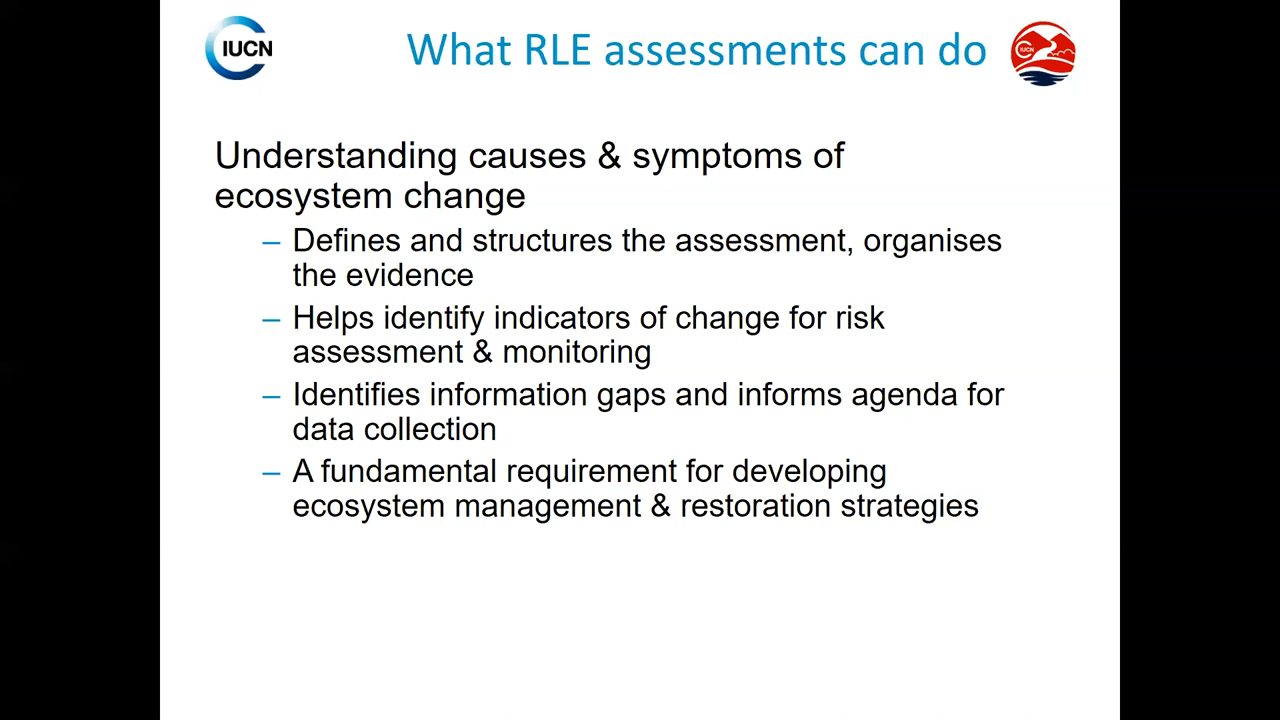 IUCN
What RLE assessments can do
IUCN
Understanding causes & symptoms of
ecosystem change
– Defines and structures the assessment, organises
the evidence
– Helps identify indicators of change for risk
assessment & monitoring
– Identifies information gaps and informs agenda for
data collection
– A fundamental requirement for developing
ecosystem management & restoration strategies